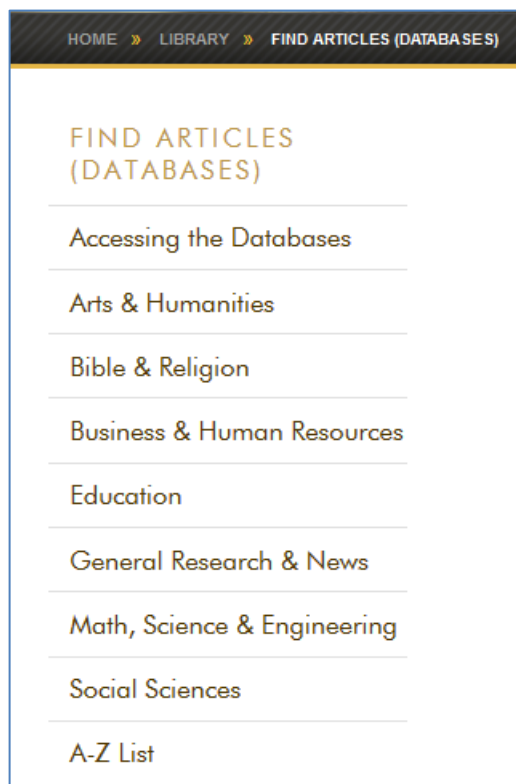 HOME » LIBRARY » FIND ARTICLES (DATABASES)
FIND ARTICLES
(DATABASES)
Accessing the Databases
Arts & Humanities
Bible & Religion
Business & Human Resources
Education
General Research & News
Math, Science & Engineering
Social Sciences
A-Z List